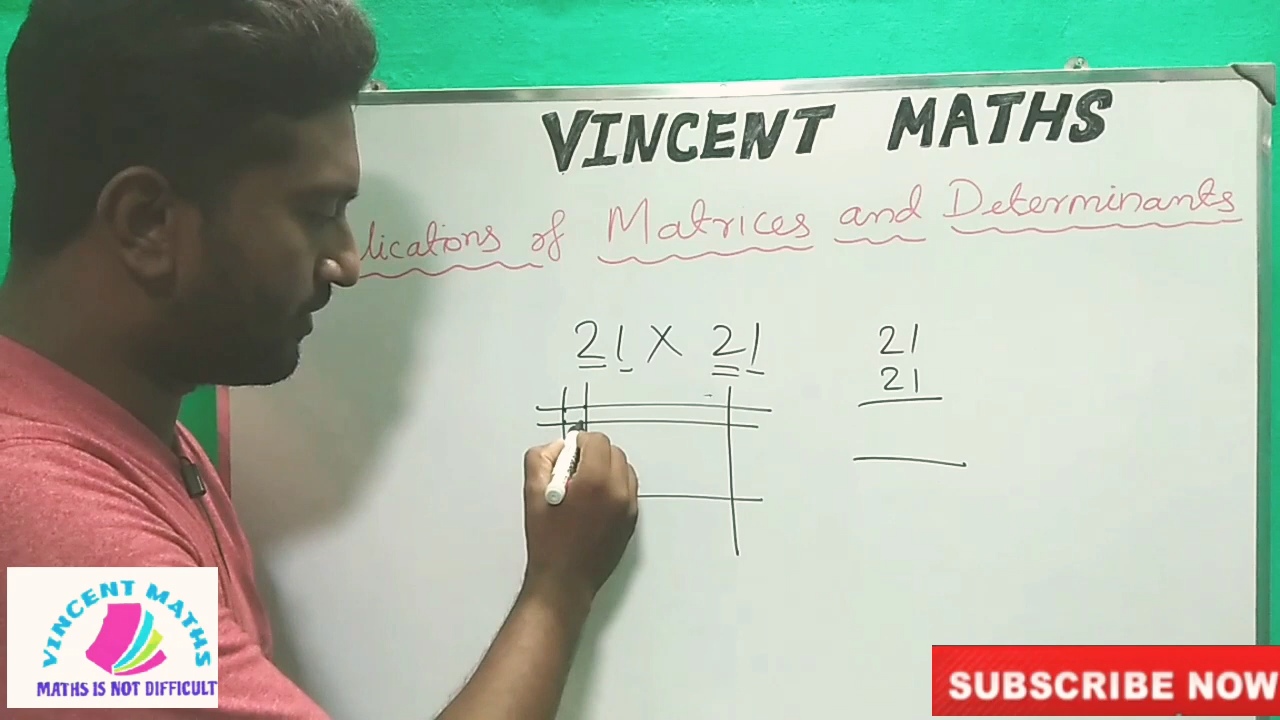 VINCENT MATHS
lications of Matrices and Determinants
21 X 21
21
21
VINCENT MATHS
MATHS IS NOT DIFFICULT
SUBSCRIBE NOW